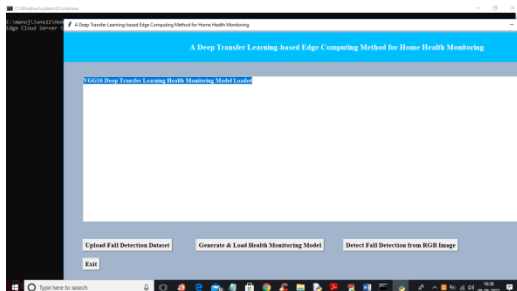 C:\Windows\system32\cmd.exe
E:\manoj\June22\
Edge Cloud Server
A Deep Transfer Learning-based Edge Computing Method for Home Health Monitoring
A Deep Transfer Learning-based Edge Computing Method for Home Health Monitoring
VGG16 Deep Transfer Learning Health Monitoring Model Loaded
Upload Fall Detection Dataset
Generate & Load Health Monitoring Model
Detect Fall Detection from RGB Image
Exit
Type here to search